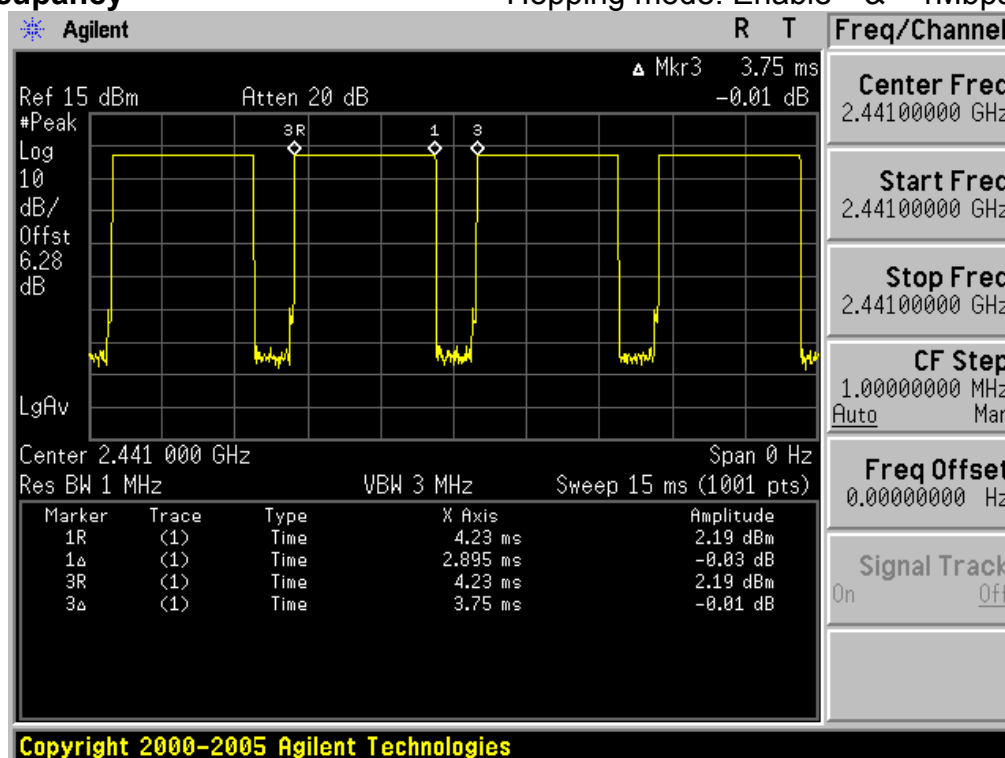 Agilent R T
Δ Mkr3 3.75 ms
Ref 15 dBm Atten 20 dB -0.01 dB
#Peak
Log
10
dB/
Offst
6.28
dB
LgAv
3R 1 3
Center 2.441 000 GHz Span 0 Hz
Res BW 1 MHz VBW 3 MHz Sweep 15 ms (1001 pts)
Marker Trace Type X Axis Amplitude
1R (1) Time 4.23 ms 2.19 dBm
1Δ (1) Time 2.895 ms -0.03 dB
3R (1) Time 4.23 ms 2.19 dBm
3Δ (1) Time 3.75 ms -0.01 dB
Freq/Channel
Center Freq
2.44100000 GHz
Start Freq
2.44100000 GHz
Stop Freq
2.44100000 GHz
CF Step
1.00000000 MHz
Auto Man
Freq Offset
0.00000000 Hz
Signal Track
On Off
Copyright 2000-2005 Agilent Technologies